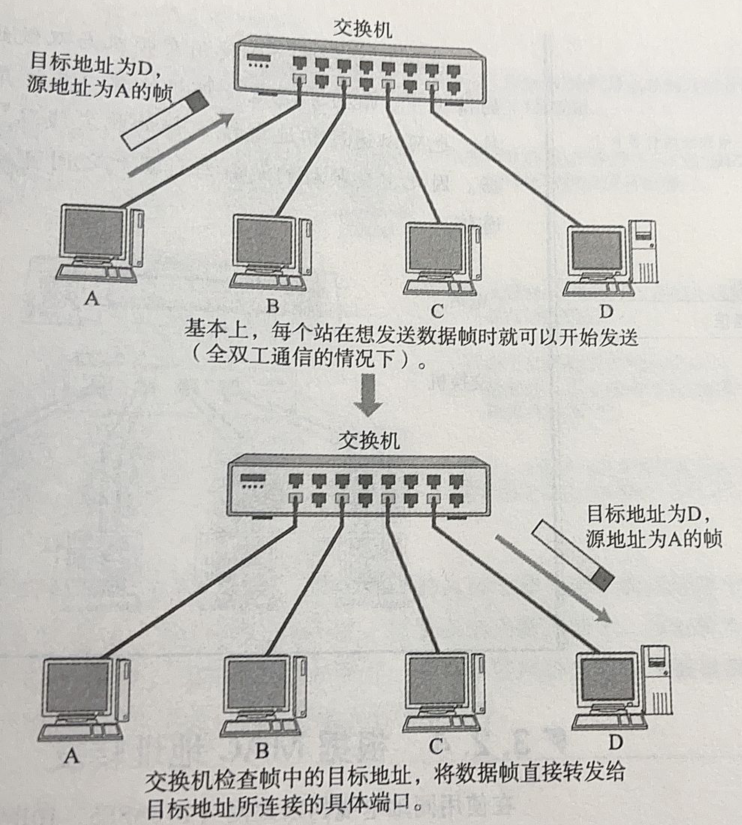 交换机
目标地址为D，
源地址为A的帧
A
B
C
D
基本上，每个站在想发送数据帧时就可以开始发送
（全双工通信的情况下）。
交换机
目标地址为D，
源地址为A的帧
A
B
C
D
交换机检查帧中的目标地址，将数据帧直接转发给
目标地址所连接的具体端口。